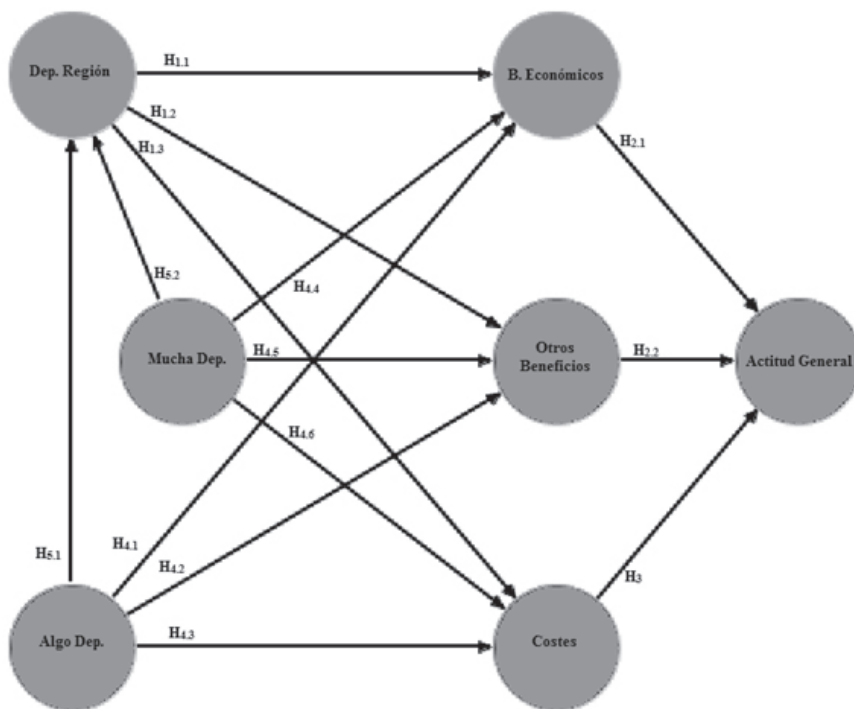 Dep. Región
H1.1
B. Económicos
H1.2
H1.3
H2.1
H5.2
H4.4
Mucha Dep.
H4.5
Otros
Beneficios
H2.2
Actitud General
H4.6
H5.1
H4.1
H4.2
H3
Algo Dep.
H4.3
Costes